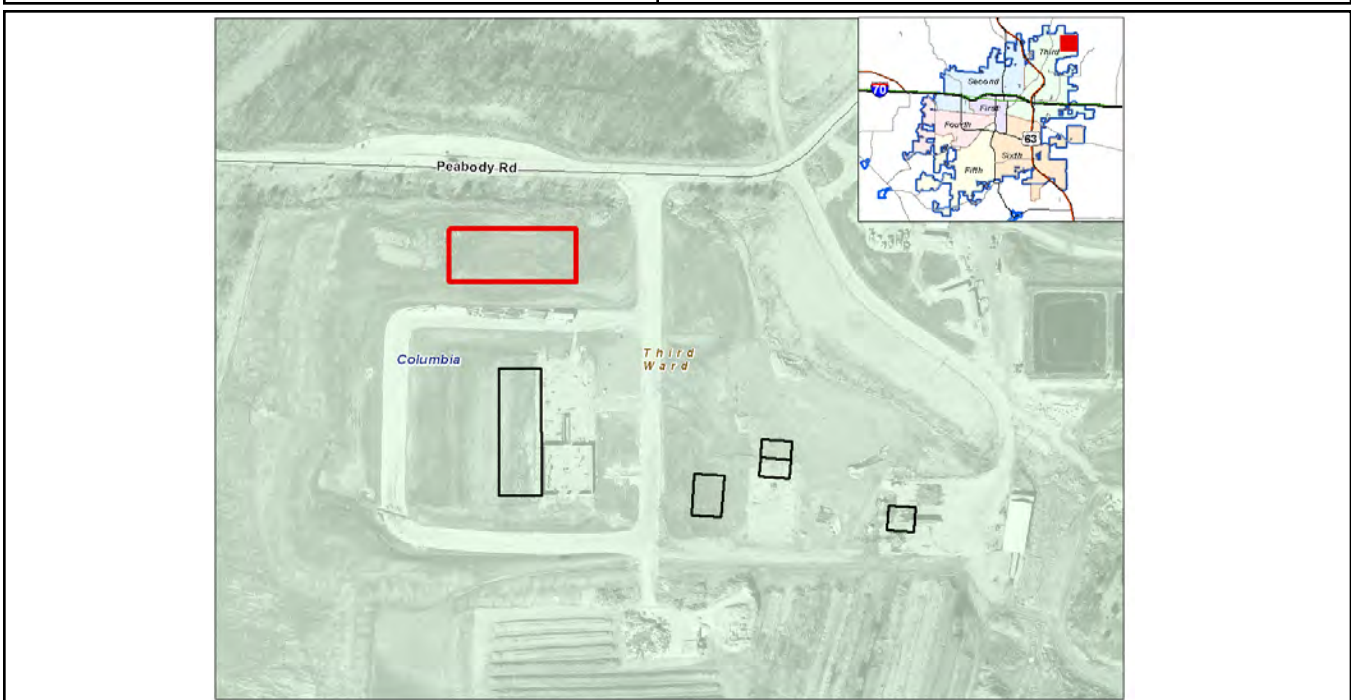 Peabody Rd
Columbia
Third
Ward
Third
Second
70
First
Fourth
63
Sixth
Fifth